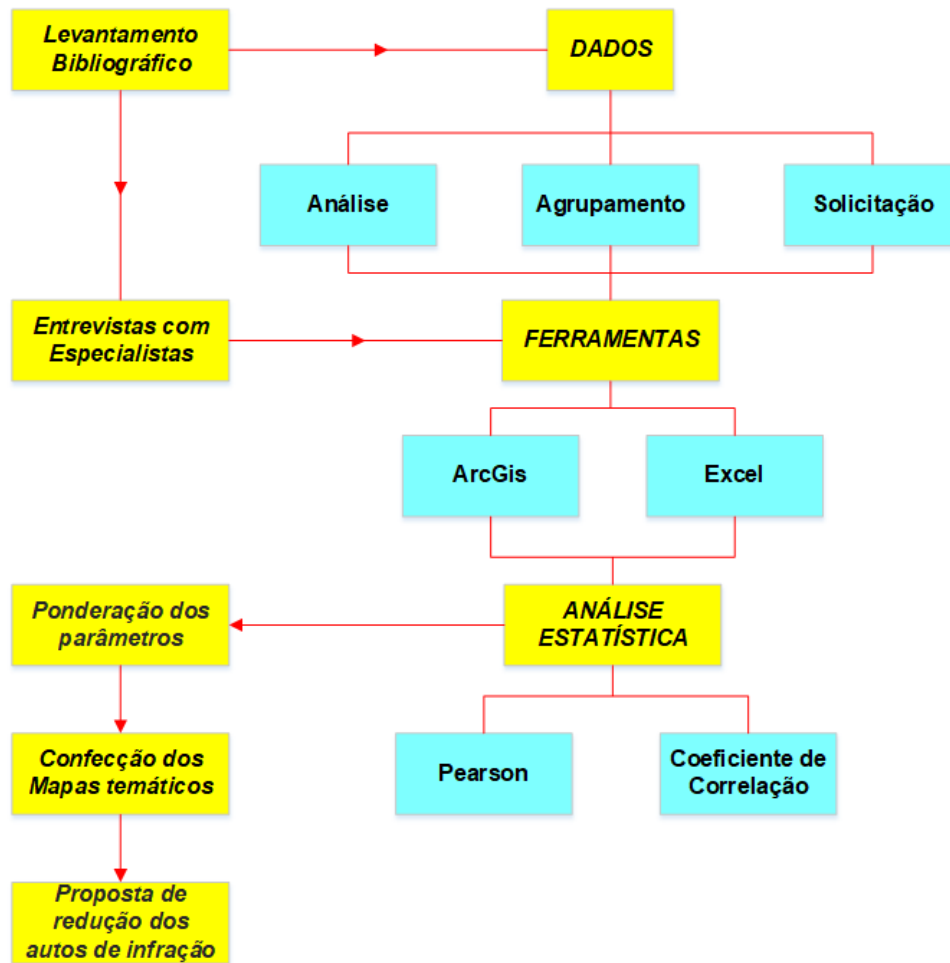 Levantamento
Bibliográfico
DADOS
Análise
Agrupamento
Solicitação
Entrevistas com
Especialistas
FERRAMENTAS
ArcGis
Excel
Ponderação dos
parâmetros
ANÁLISE
ESTATÍSTICA
Confecção dos
Mapas temáticos
Pearson
Coeficiente de
Correlação
Proposta de
redução dos
autos de infração